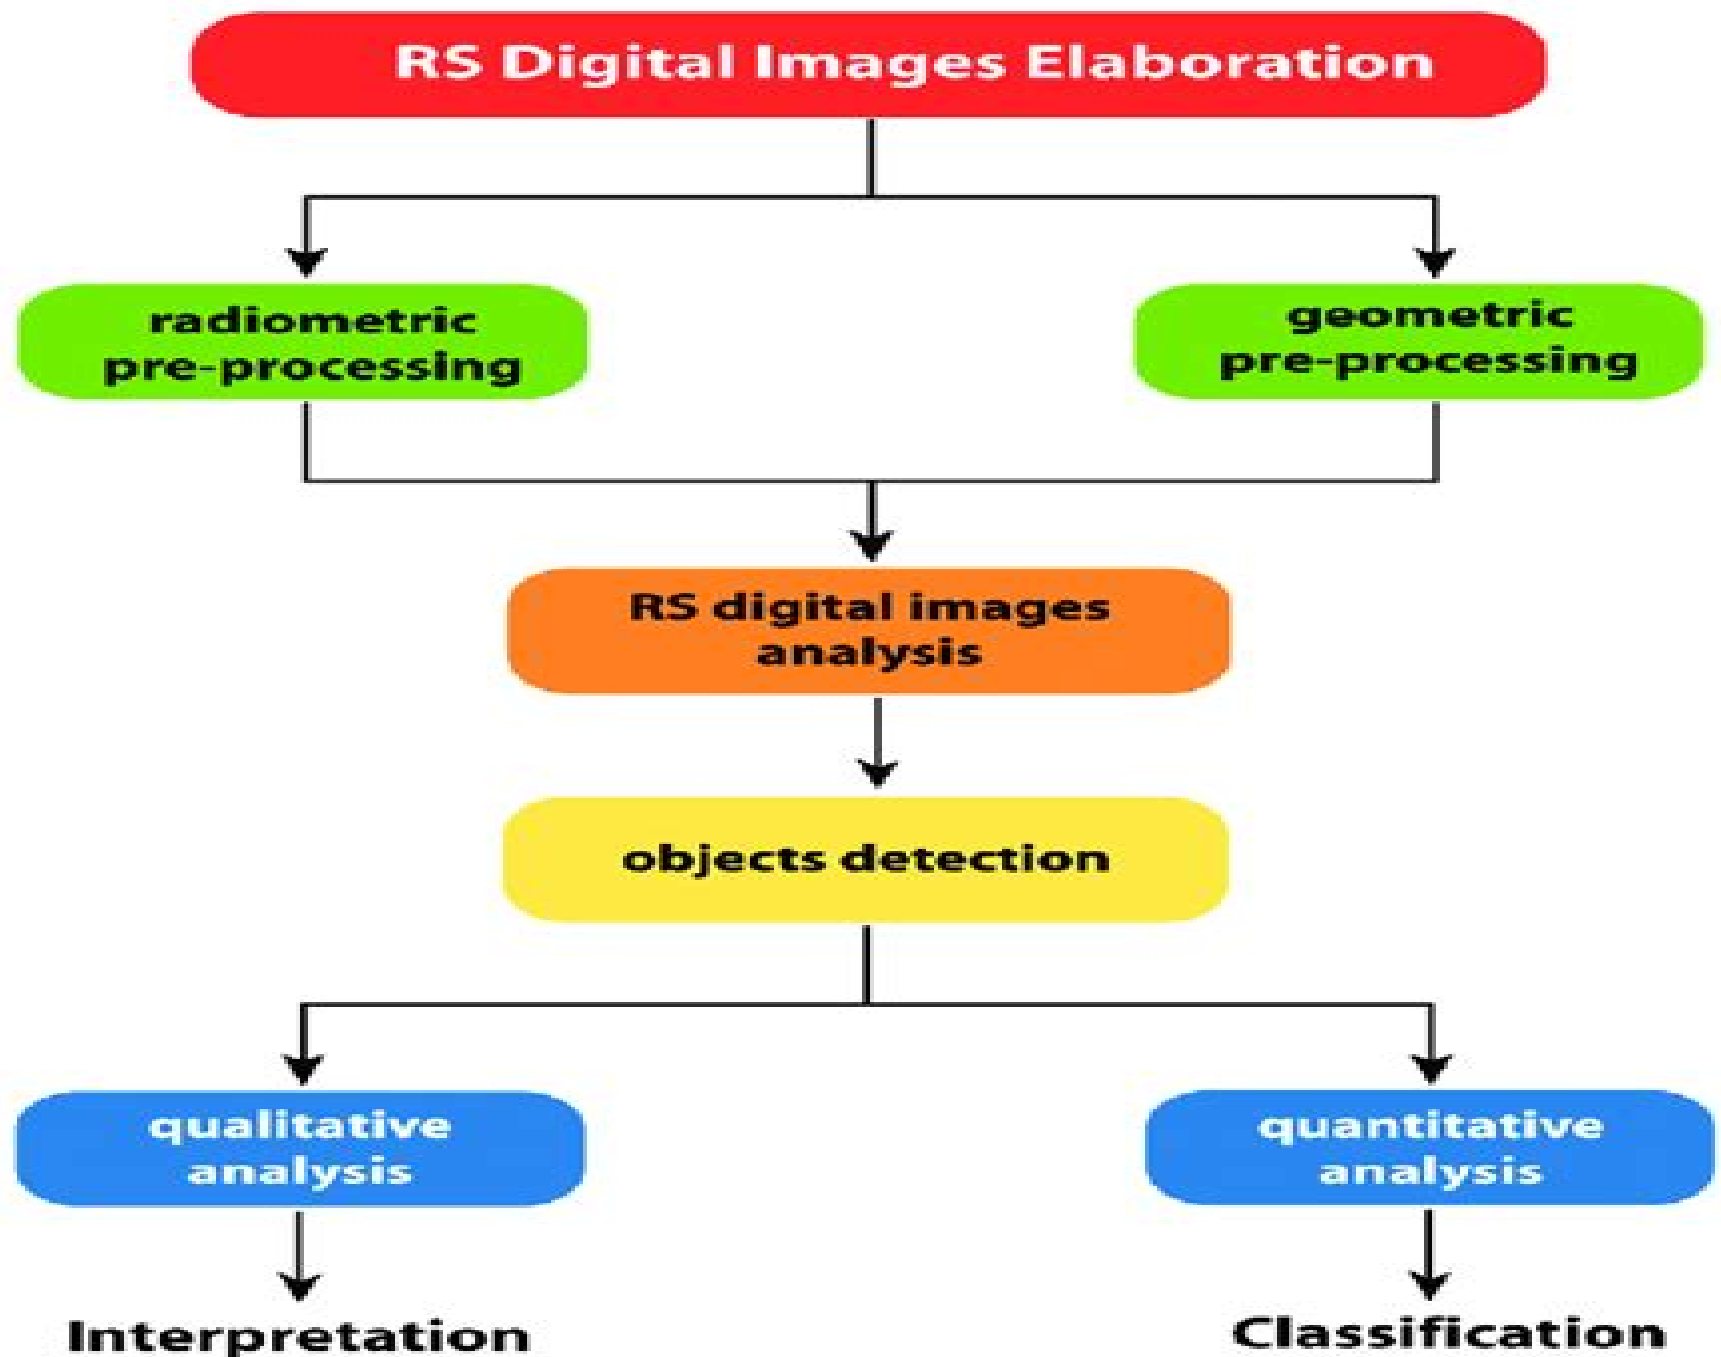 RS Digital Images Elaboration
radiometric
pre-processing
geometric
pre-processing
RS digital images
analysis
objects detection
qualitative
analysis
quantitative
analysis
Interpretation
Classification